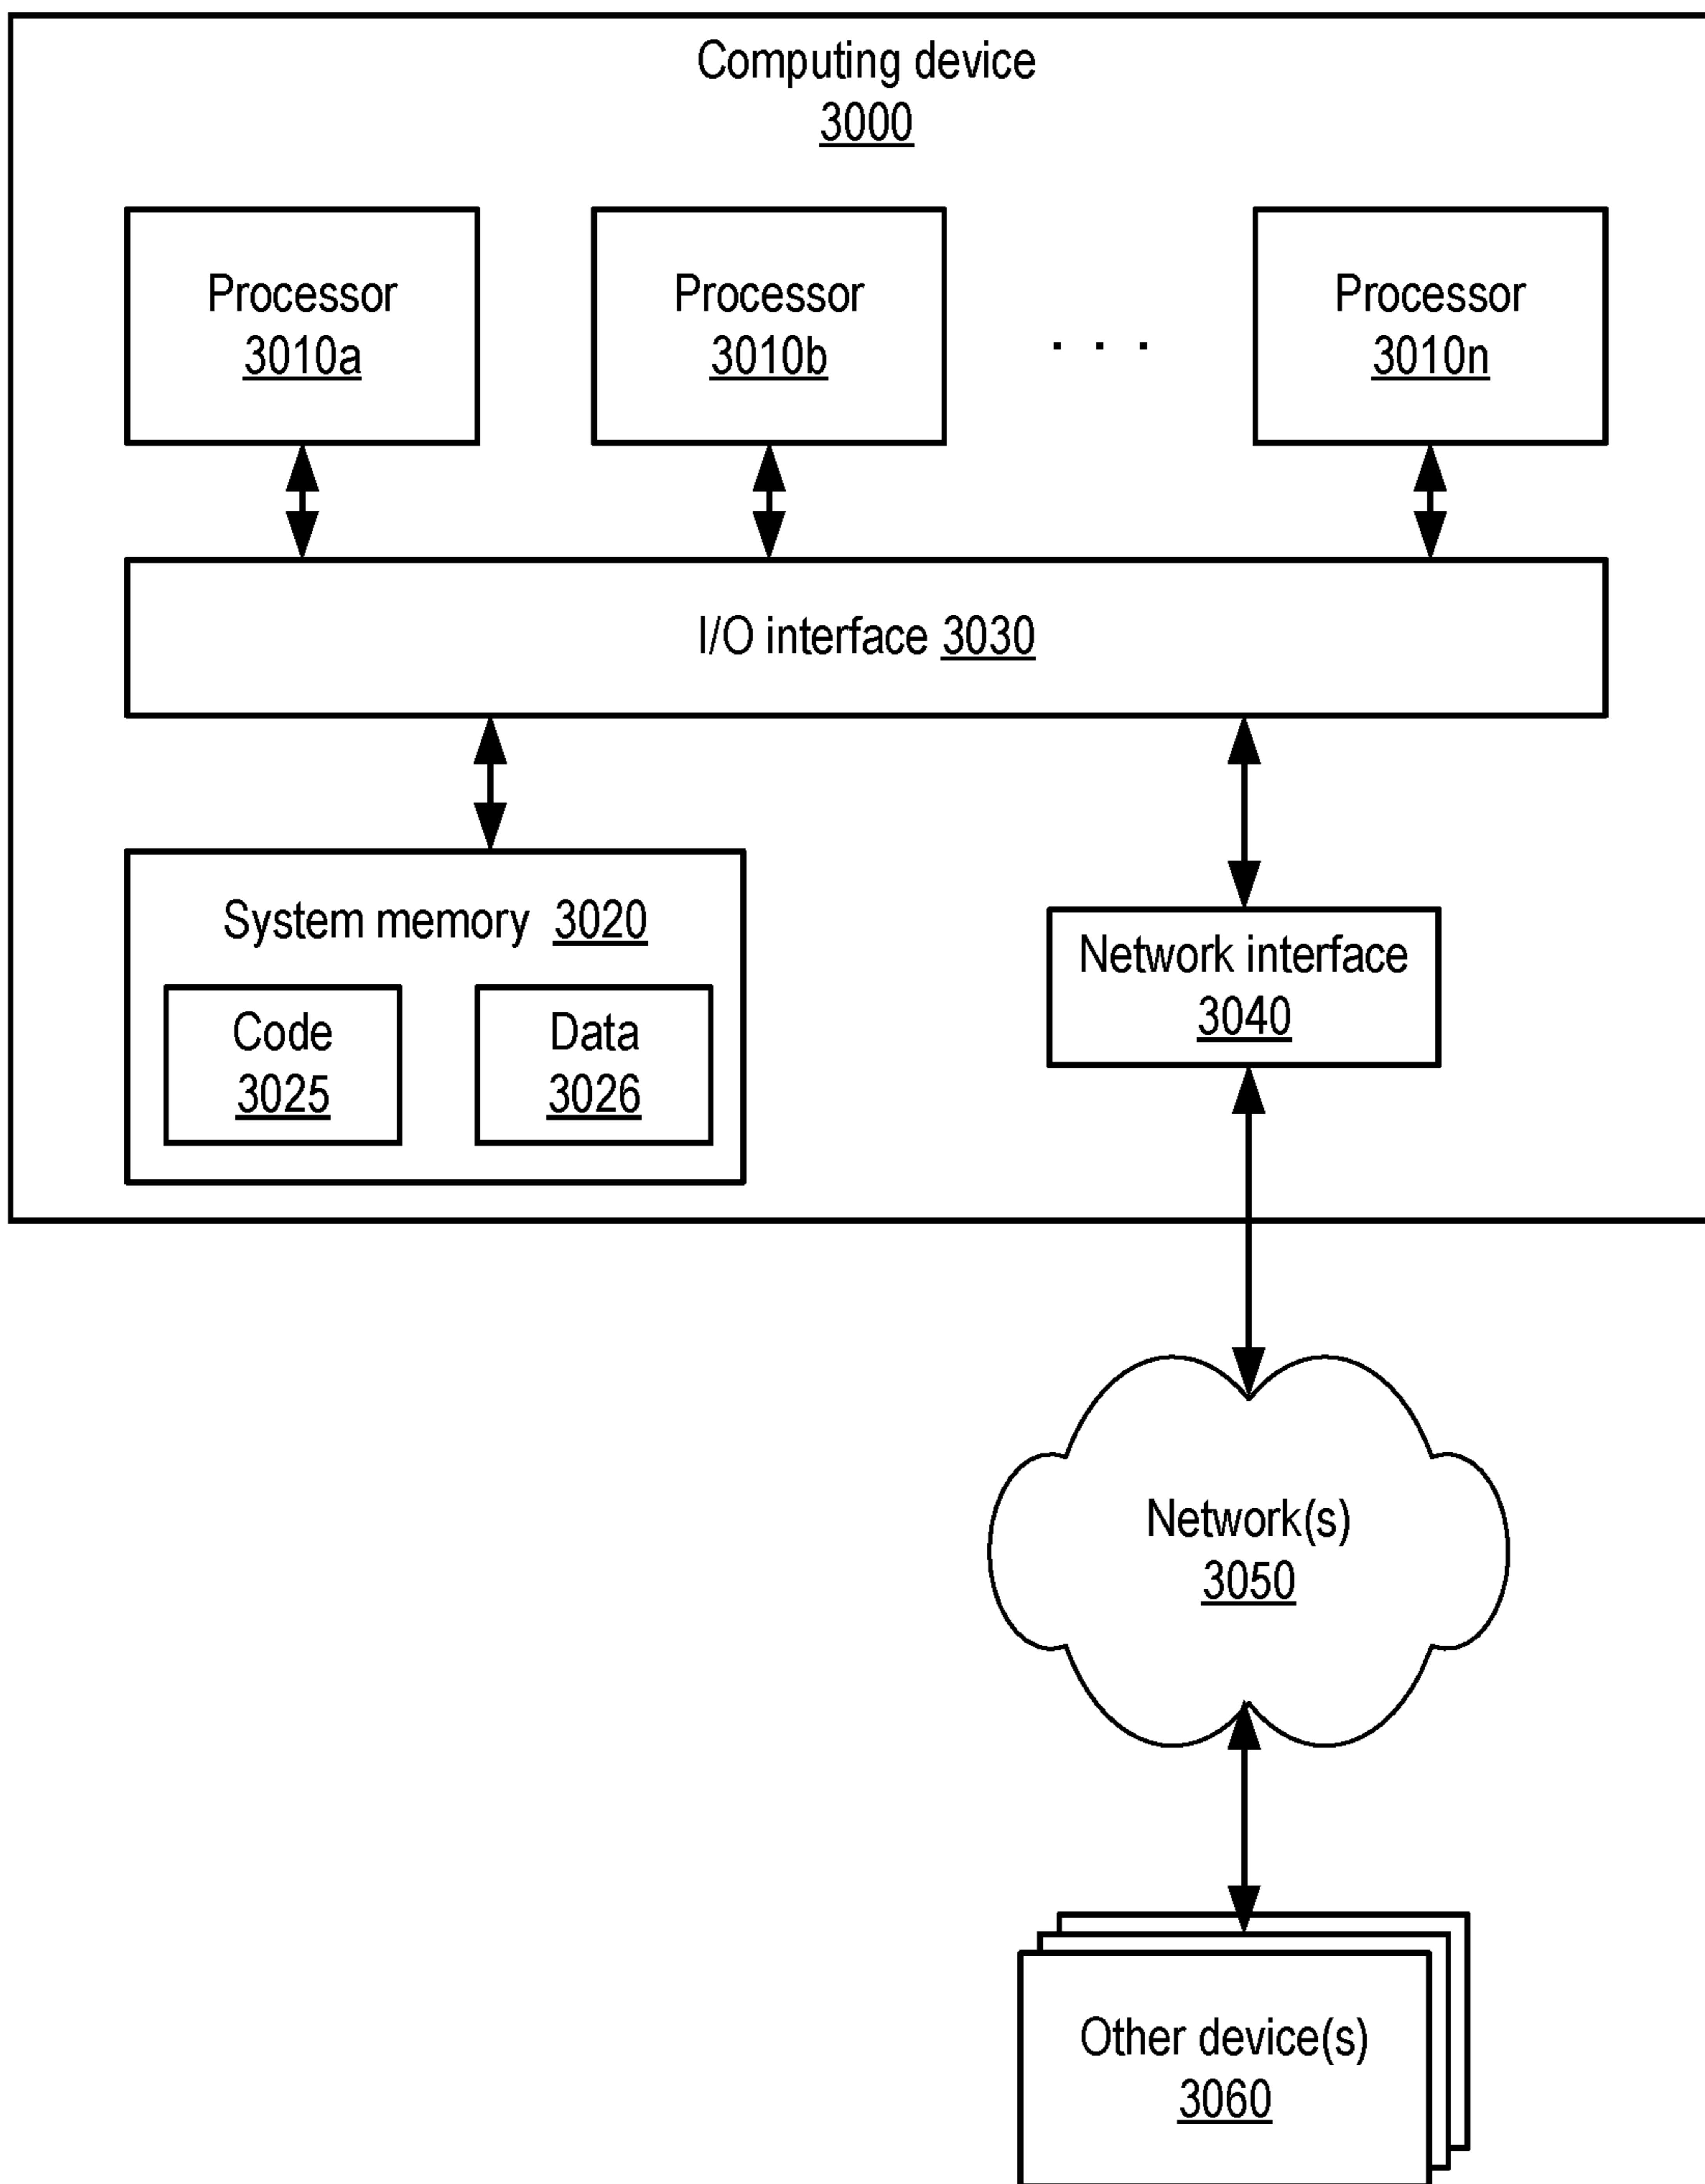 Computing device
3000
Processor
3010a
Processor
3010b
. . .
Processor
3010n
I/O interface 3030
System memory 3020
Code
3025
Data
3026
Network interface
3040
Network(s)
3050
Other device(s)
3060